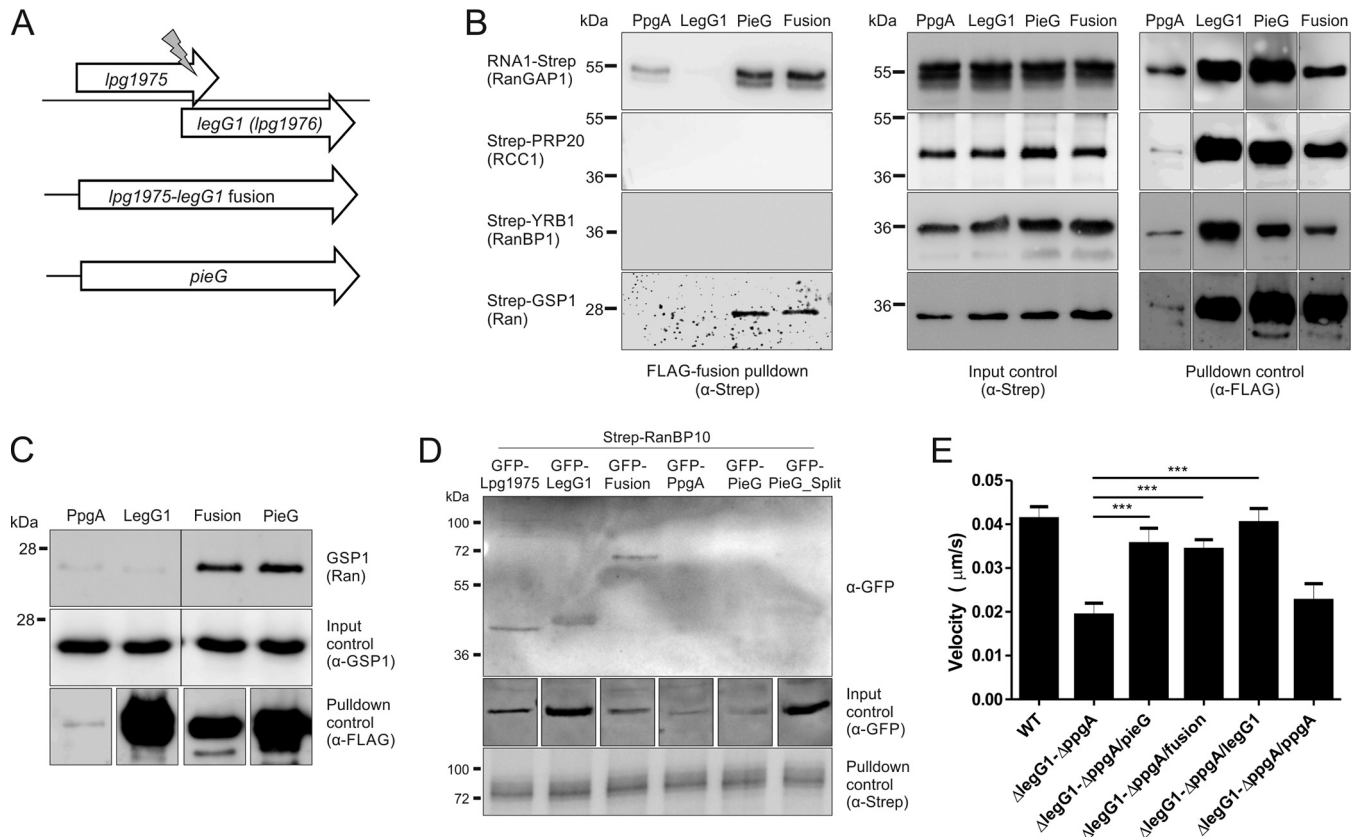 A
lpg1975
legG1 (lpg1976)
lpg1975-legG1 fusion
pieG
B
kDa
PpgA LegG1 PieG Fusion
kDa
PpgA LegG1 PieG Fusion
PpgA LegG1 PieG Fusion
RNA1-Strep
(RanGAP1)
55
55
Strep-PRP20
(RCC1)
55
36
55
36
Strep-YRB1
(RanBP1)
36
36
Strep-GSP1
(Ran)
28
36
FLAG-fusion pulldown
(α-Strep)
Input control
(α-Strep)
Pulldown control
(α-FLAG)
C
kDa
PpgA LegG1 Fusion PieG
28
GSP1
(Ran)
28
Input
control
(α-GSP1)
Pulldown
control
(α-FLAG)
D
Strep-RanBP10
kDa
GFP-
Lpg1975
GFP-
LegG1
GFP-
Fusion
GFP-
PpgA
GFP-
PieG
GFP-
PieG_Split
100
72
55
36
α-GFP
Input
control
(α-GFP)
100
72
Pulldown
control
(α-Strep)
E
Velocity ( μm/s)
0.05
0.04
0.03
0.02
0.01
0.00
***
***
***
WT
ΔlegG1-ΔppgA
ΔlegG1-ΔppgA/pieG
ΔlegG1-ΔppgA/fusion
ΔlegG1-ΔppgA/legG1
ΔlegG1-ΔppgA/ppgA